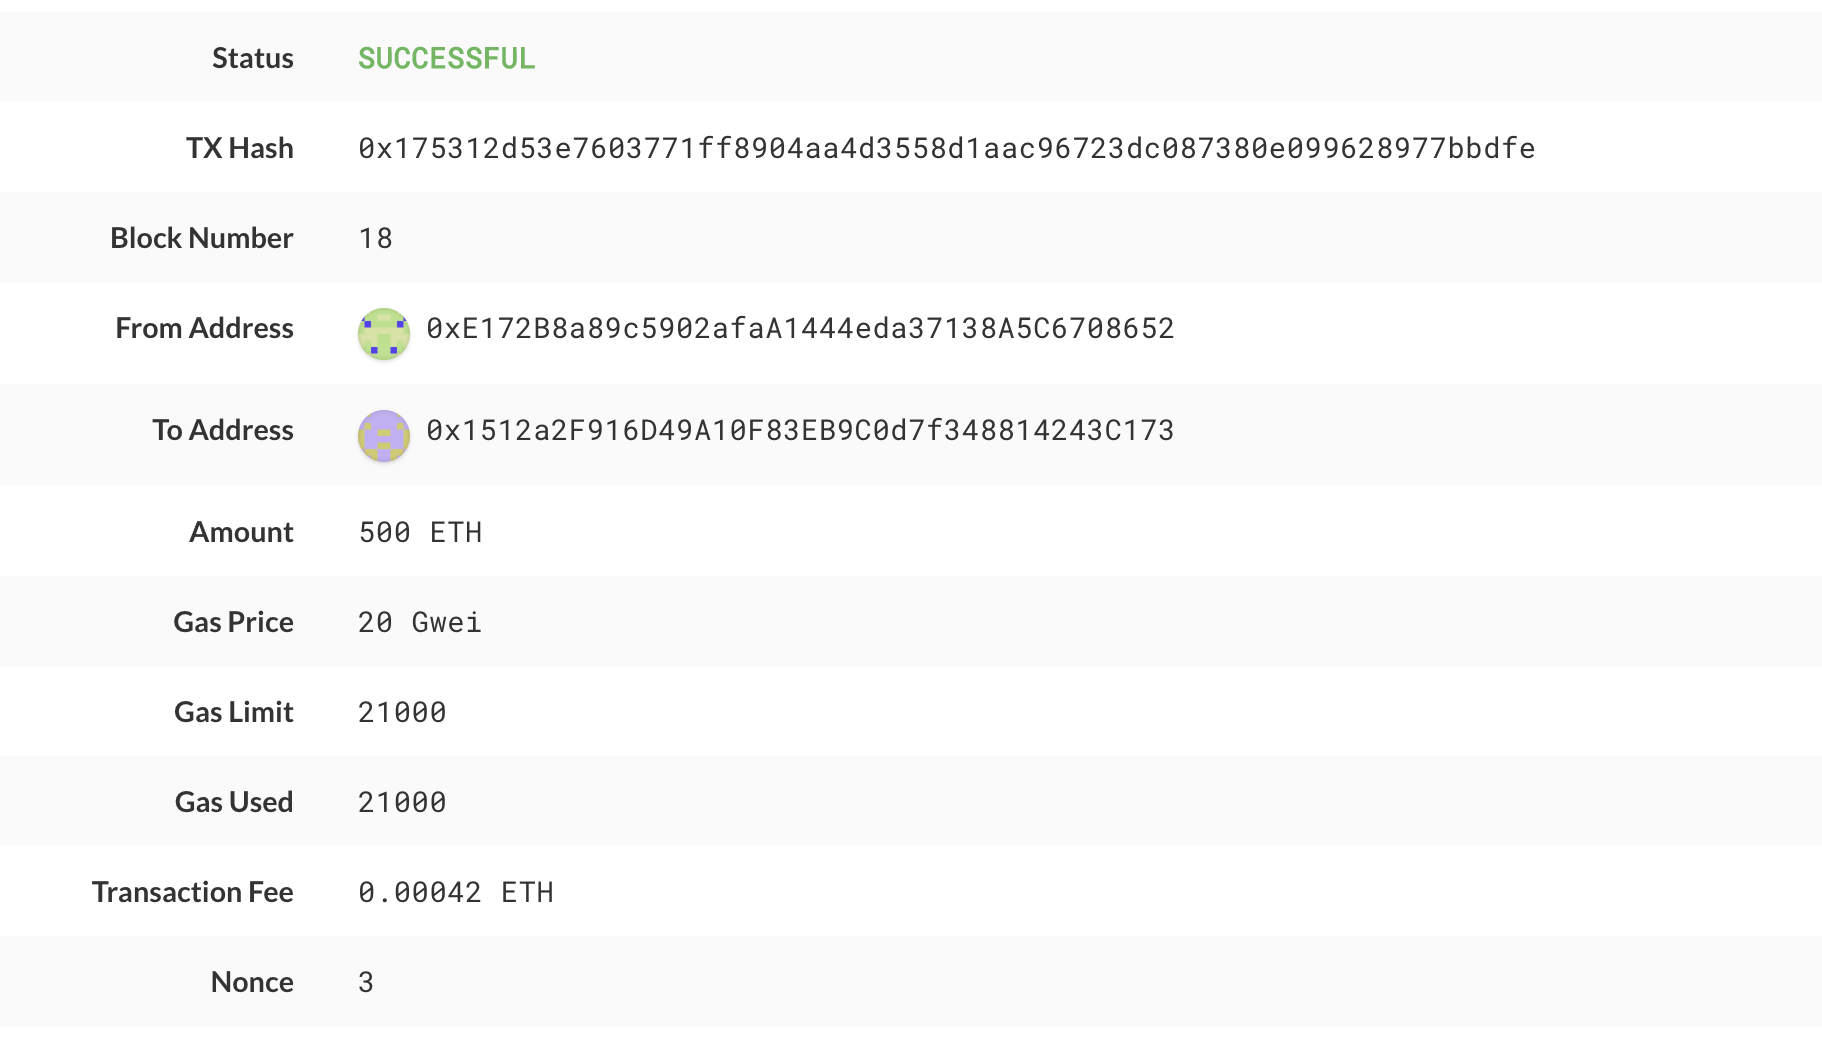 Status SUCCESSFUL
TX Hash 0x175312d53e7603771ff8904aa4d3558d1aac96723dc087380e099628977bbdfe
Block Number 18
From Address 0xE172B8a89c5902afaA1444eda37138A5C6708652
To Address 0x1512a2F916D49A10F83EB9C0d7f348814243C173
Amount 500 ETH
Gas Price 20 Gwei
Gas Limit 21000
Gas Used 21000
Transaction Fee 0.00042 ETH
Nonce 3